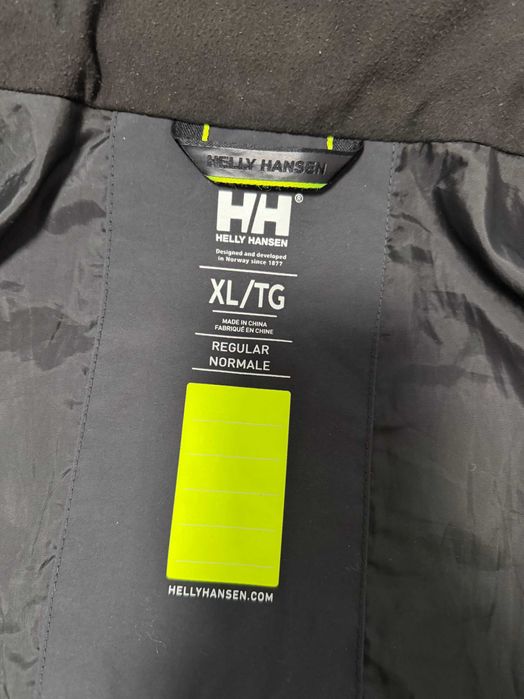 HELLY HANSEN
HH®
HELLY HANSEN
Designed and developed
in Norway since 1877
XL/TG
MADE IN CHINA
FABRIQUÉ EN CHINE
REGULAR
NORMALE
HELLYHANSEN.COM